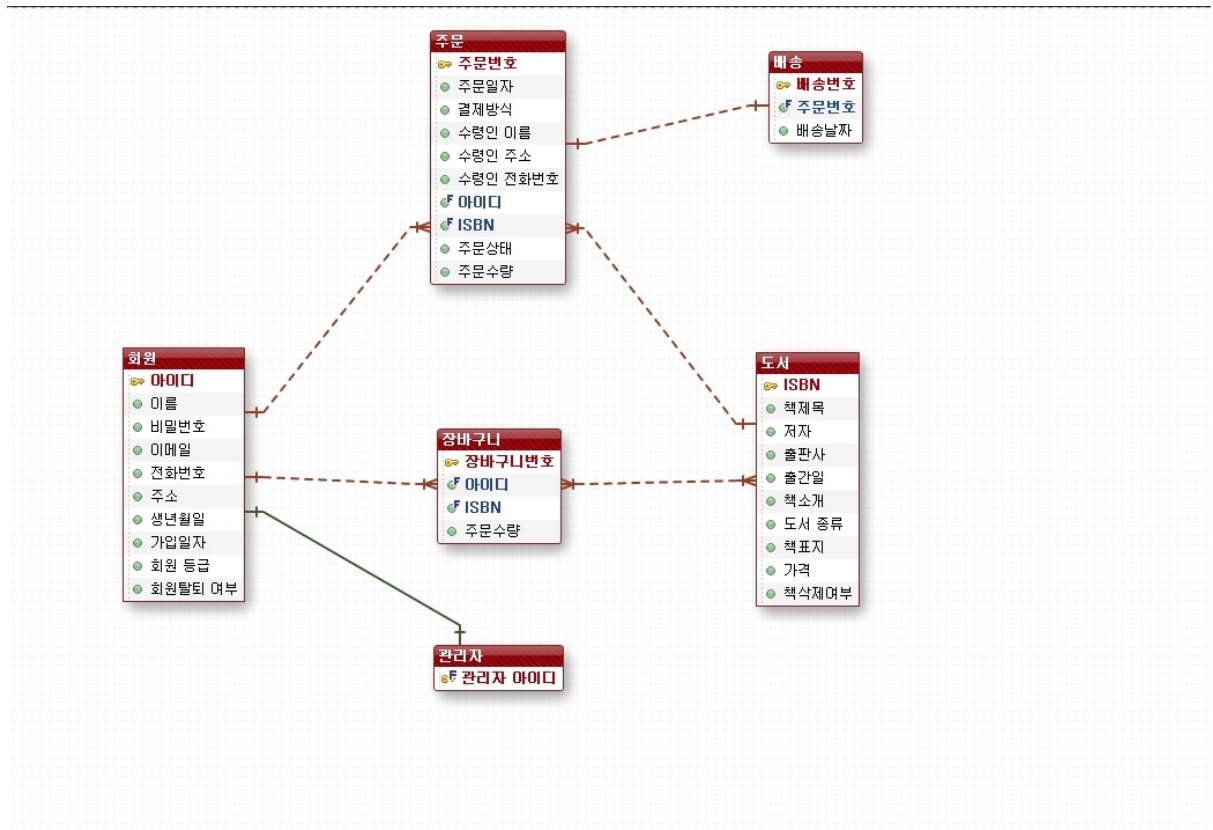 주문
주문번호
주문일자
결제방식
수령인 이름
수령인 주소
수령인 전화번호
아이디
ISBN
주문상태
주문수량
배송
배송번호
주문번호
배송날짜
회원
아이디
이름
비밀번호
이메일
전화번호
주소
생년월일
가입일자
회원 등급
회원탈퇴 여부
장바구니
장바구니번호
아이디
ISBN
주문수량
도서
ISBN
책제목
저자
출판사
출간일
책소개
도서 종류
책표지
가격
책삭제여부
관리자
관리자 아이디